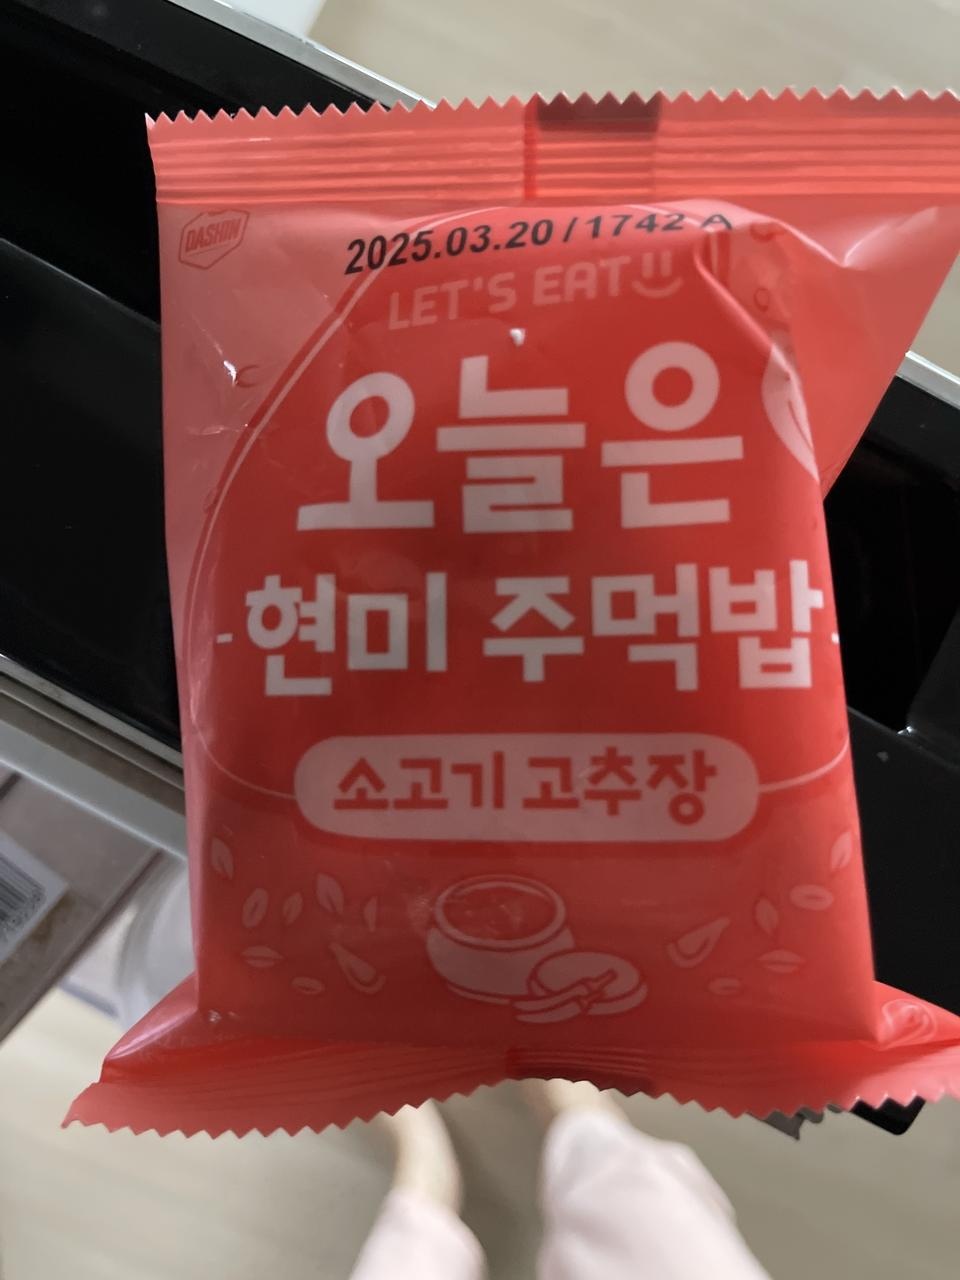 DASHIN
2025.03.20/1742 A
LET'S EAT
오늘은
-현미 주먹밥-
소고기 고추장